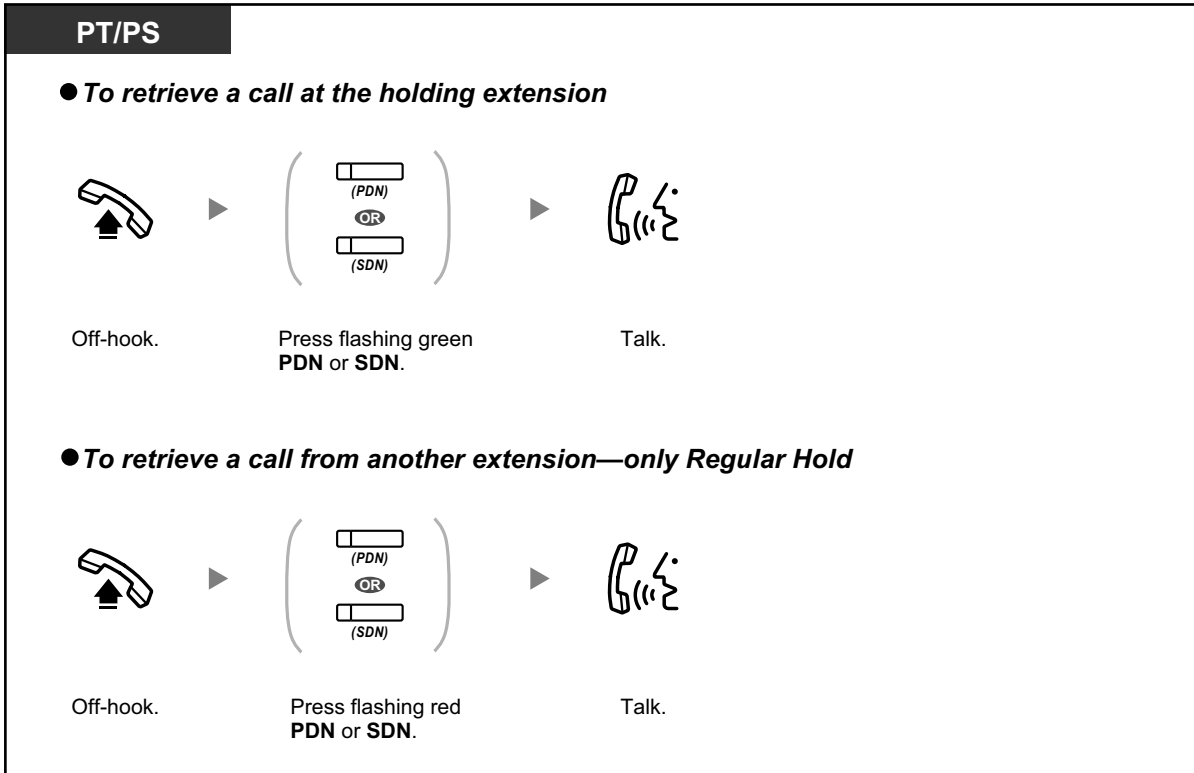 PT/PS
● To retrieve a call at the holding extension
(PDN)
OR
(SDN)
Off-hook.
Press flashing green
PDN or SDN.
Talk.
● To retrieve a call from another extension—only Regular Hold
(PDN)
OR
(SDN)
Off-hook.
Press flashing red
PDN or SDN.
Talk.